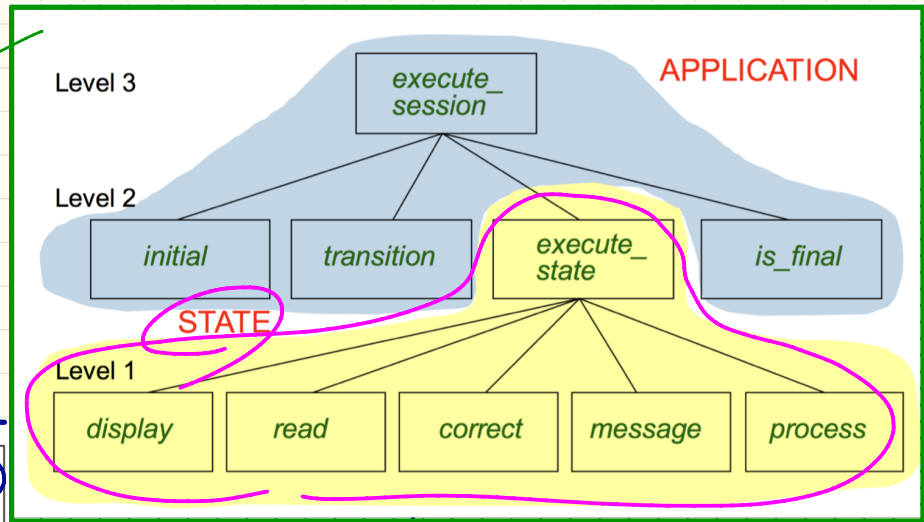 Level 3
execute_
session
APPLICATION
Level 2
initial
transition
execute_
state
is_final
STATE
Level 1
display
read
correct
message
process